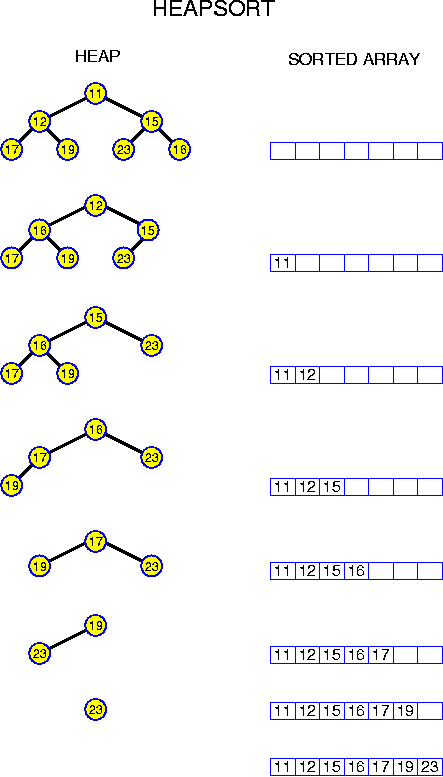 HEAPSORT
HEAP SORTED ARRAY
11
12 15
17 19 23 16
12
16 15
17 19 23 11
15
16 23
17 19 11 12
16
17 23
19 11 12 15
17
19 23 11 12 15 16
19
23 11 12 15 16 17
23 11 12 15 16 17 19
11 12 15 16 17 19 23